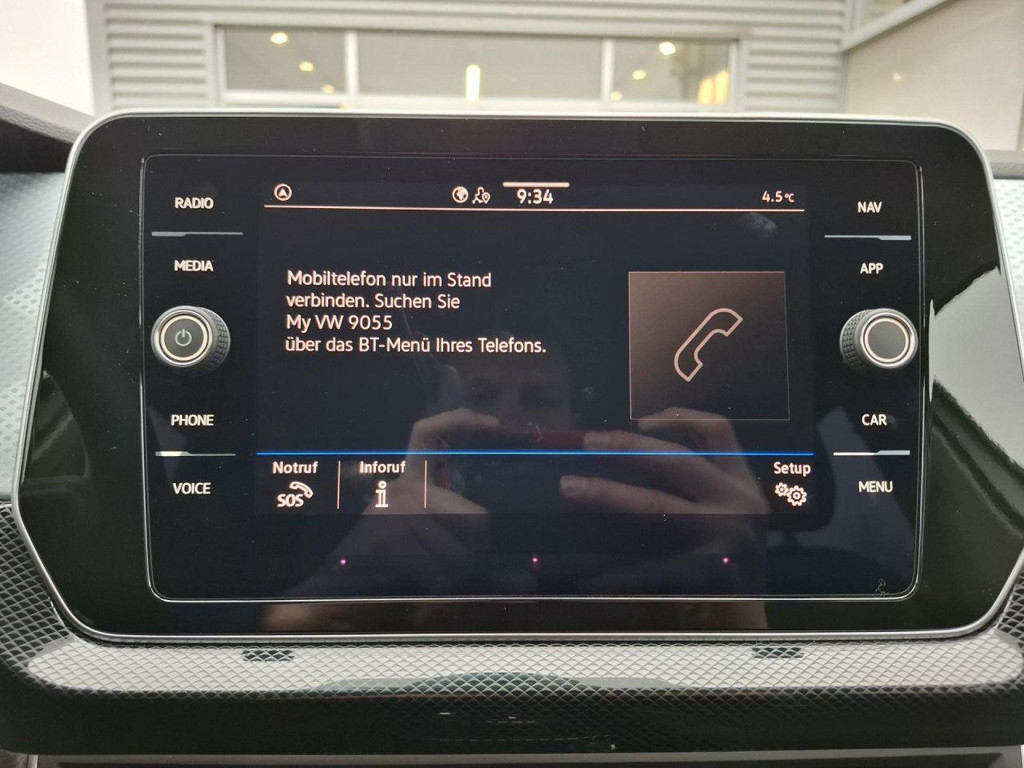 RADIO
MEDIA
PHONE
VOICE
9:34
4.5°C
Mobiltelefon nur im Stand
verbinden. Suchen Sie
My VW 9055
über das BT-Menü Ihres Telefons.
Notruf
SOS
Inforuf
i
Setup
NAV
APP
CAR
MENU